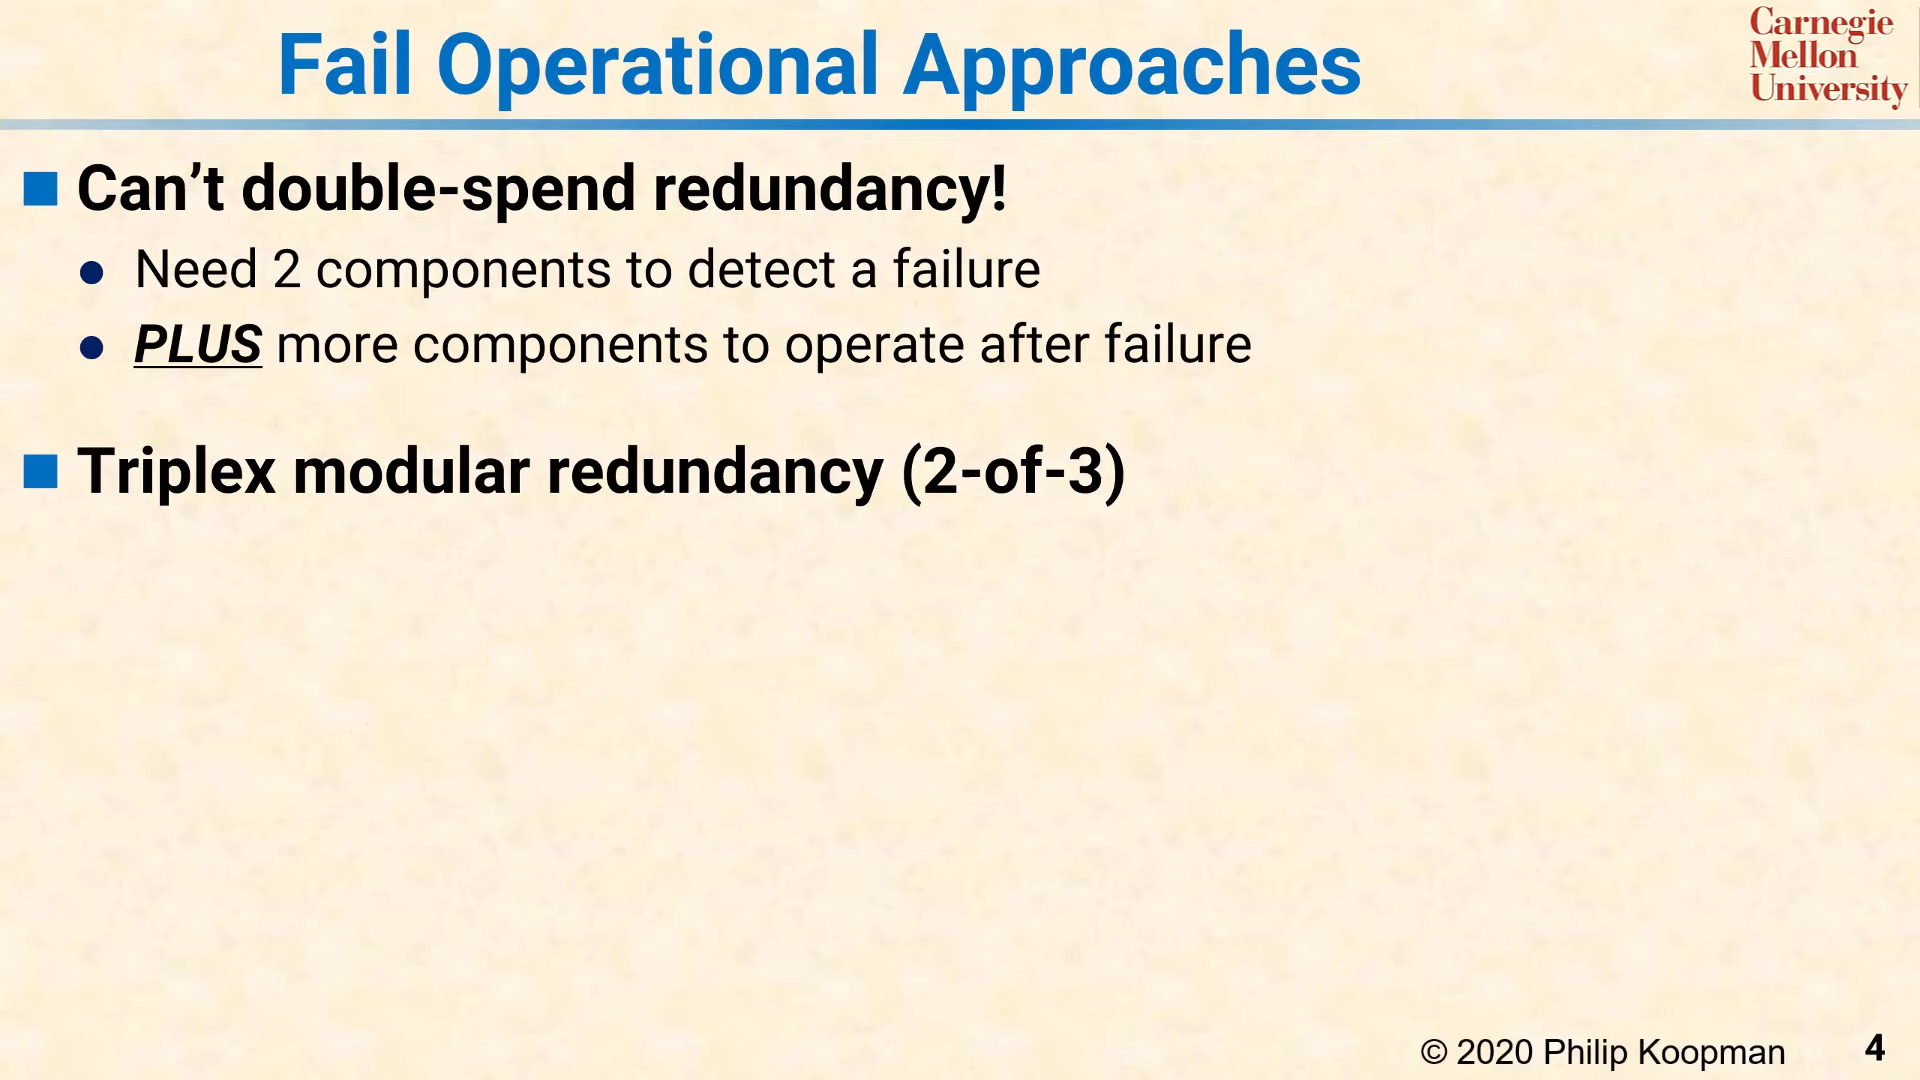 Fail Operational Approaches
Carnegie
Mellon
University
Can’t double-spend redundancy!
Need 2 components to detect a failure
PLUS more components to operate after failure
Triplex modular redundancy (2-of-3)
© 2020 Philip Koopman
4